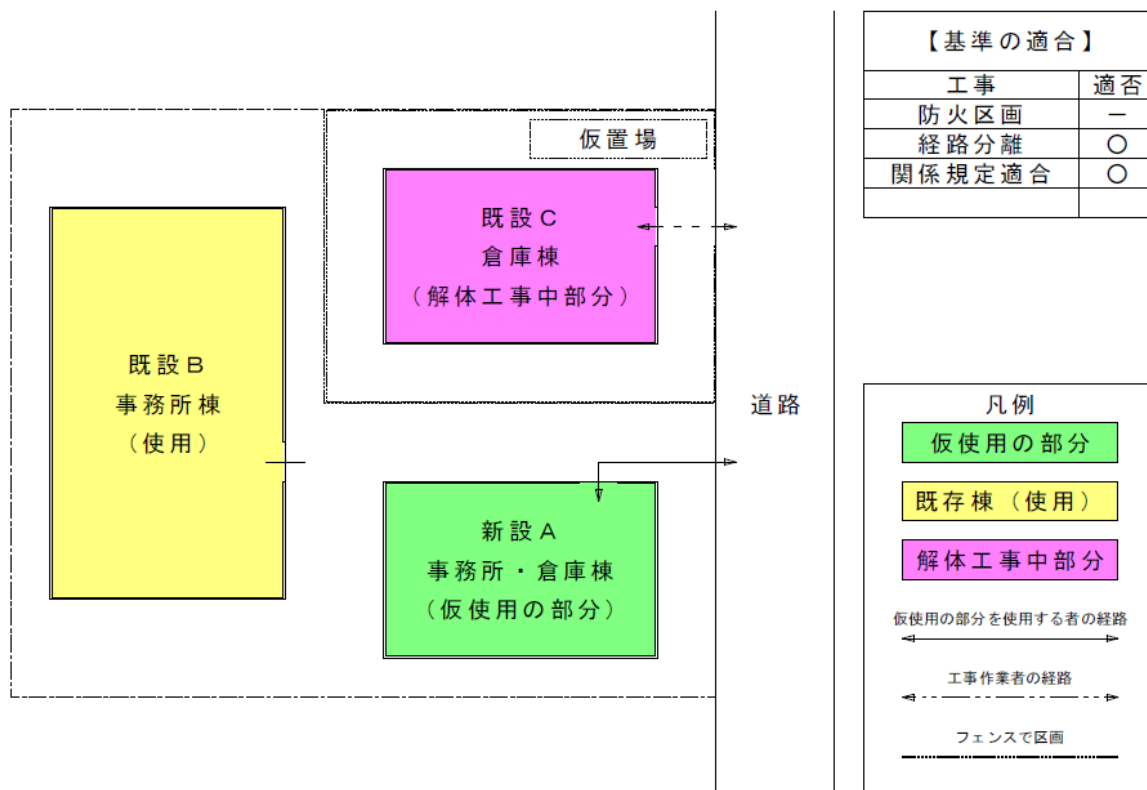 【基準の適合】
工事 適否
防火区画 －
経路分離 〇
関係規定適合 〇
仮置場
既設C
倉庫棟
（解体工事中部分）
既設B
事務所棟
（使用）
道路
新設A
事務所・倉庫棟
（仮使用の部分）
凡例
仮使用の部分
既存棟（使用）
解体工事中部分
仮使用の部分を使用する者の経路
工事作業者の経路
フェンスで区画